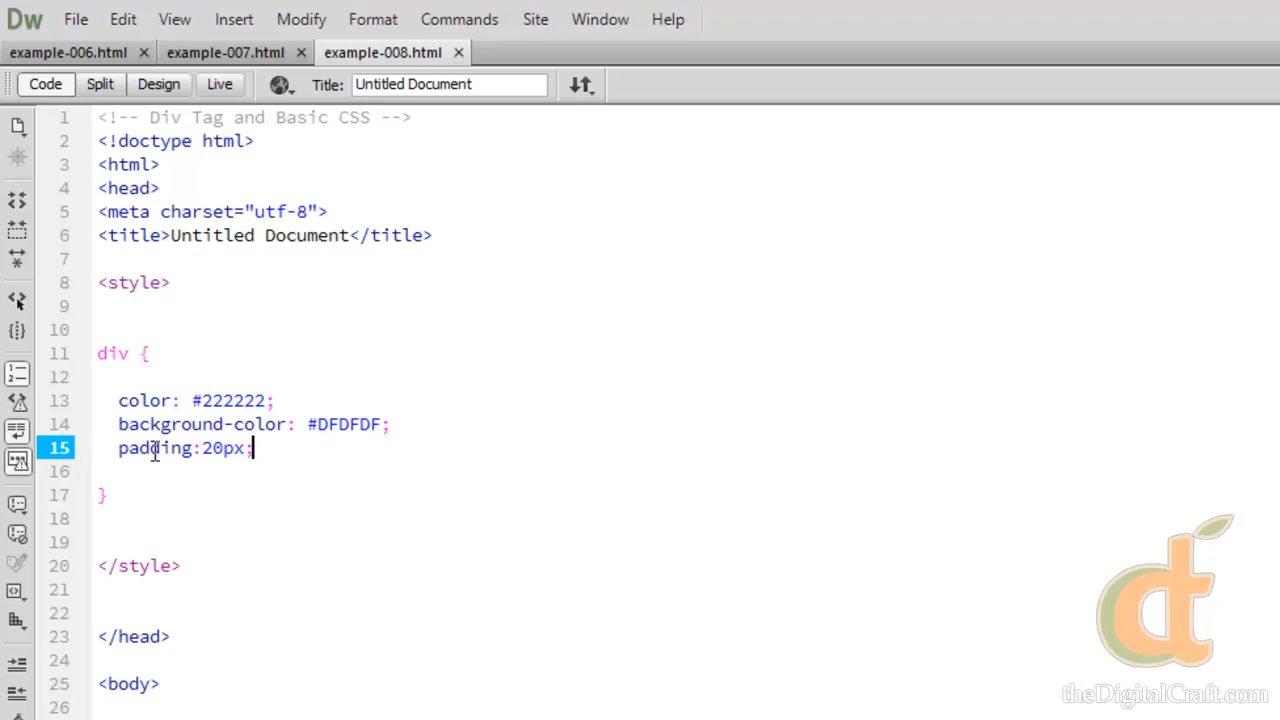 Dw File Edit View Insert Modify Format Commands Site Window Help
example-006.html example-007.html example-008.html
Code Split Design Live Title: Untitled Document
1 <!-- Div Tag and Basic CSS -->
2 <!doctype html>
3 <html>
4 <head>
5 <meta charset="utf-8">
6 <title>Untitled Document</title>
7
8 <style>
9
10
11 div {
12
13 color: #222222;
14 background-color: #DFDFDF;
15 padding:20px;
16
17 }
18
19
20 </style>
21
22
23 </head>
24
25 <body>
26
dt
theDigitalCraft.com